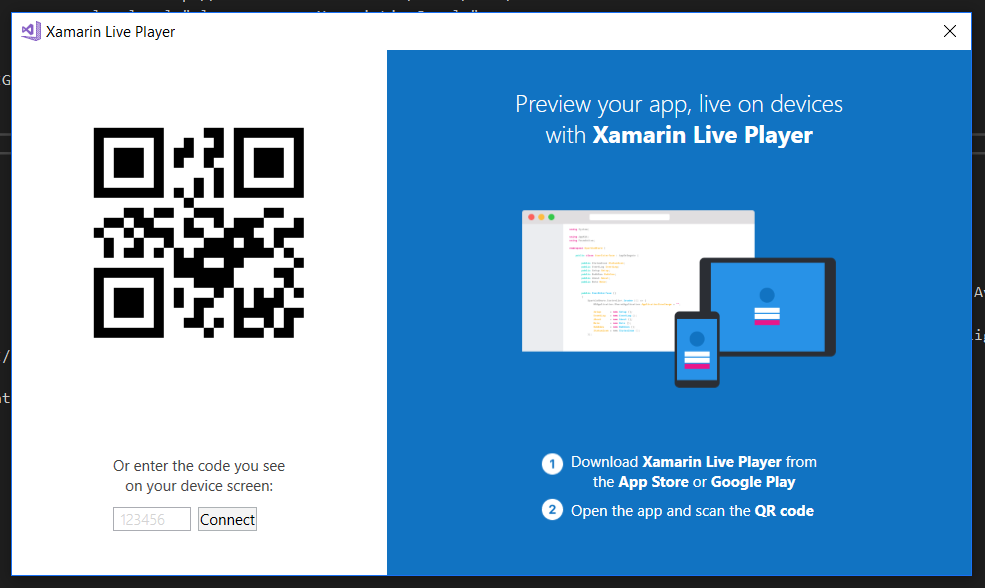 Xamarin Live Player
Preview your app, live on devices
with Xamarin Live Player
Or enter the code you see
on your device screen:
123456
Connect
1 Download Xamarin Live Player from
the App Store or Google Play
2 Open the app and scan the QR code